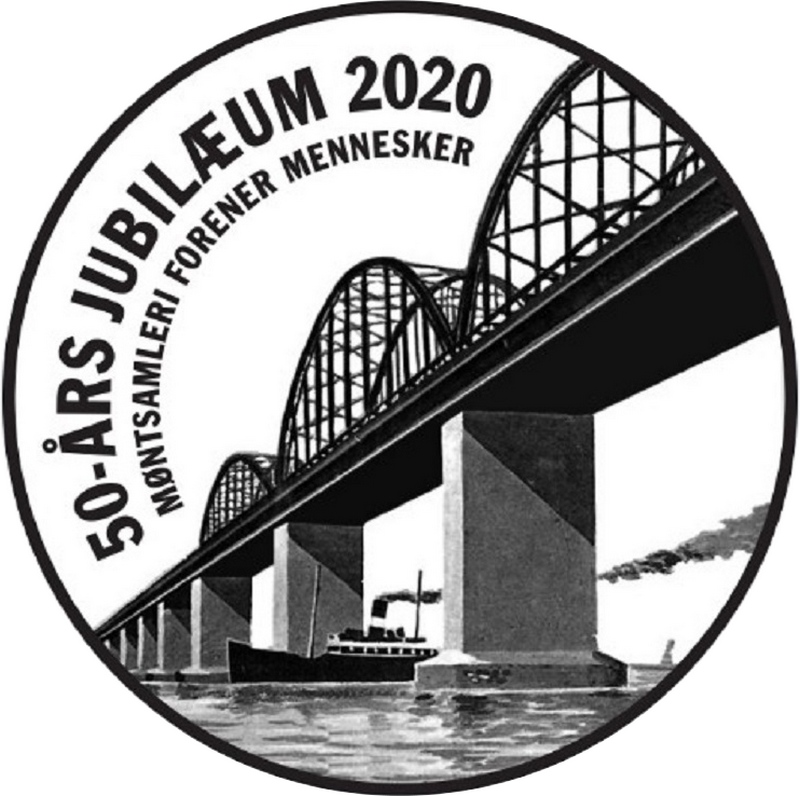 50-ÅRS JUBILÆUM 2020
MØNTSAMLERI FORENER MENNESKER